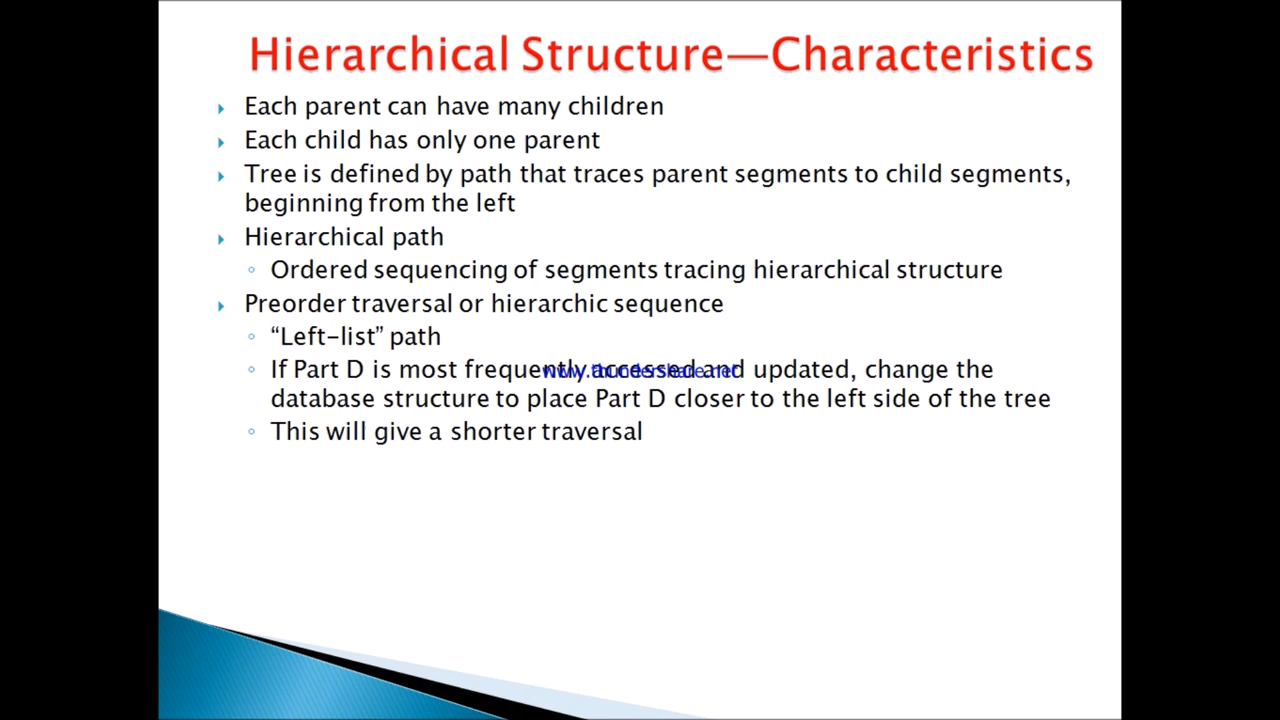 Hierarchical Structure—Characteristics
Each parent can have many children
Each child has only one parent
Tree is defined by path that traces parent segments to child segments,
beginning from the left
Hierarchical path
Ordered sequencing of segments tracing hierarchical structure
Preorder traversal or hierarchic sequence
“Left-list” path
If Part D is most frequently accessed and updated, change the
www.thundershare.net
database structure to place Part D closer to the left side of the tree
This will give a shorter traversal